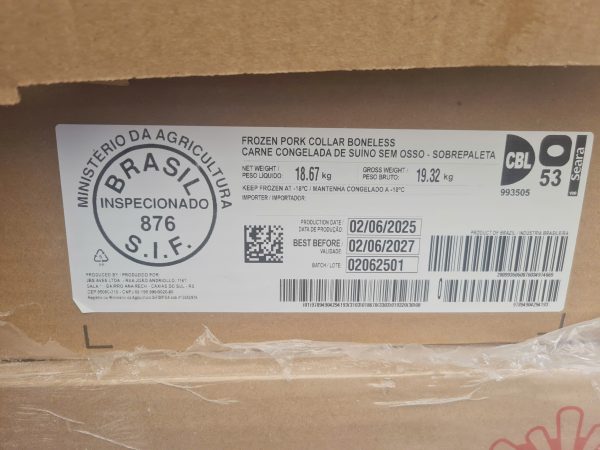 MINISTÉRIO DA AGRICULTURA
BRASIL
INSPECIONADO
876
S.I.F.
FROZEN PORK COLLAR BONELESS
CARNE CONGELADA DE SUINO SEM OSSO - SOBREPALETA
NET WEIGHT / PESO LÍQUIDO: 18.67 kg
GROSS WEIGHT / PESO BRUTO: 19.32 kg
KEEP FROZEN AT -18°C / MANTENHA CONGELADO A -18°C
IMPORTER / IMPORTADOR:
CBL
993505
53
Seara
PRODUCTION DATE: / DATA DE PRODUÇÃO: 02/06/2025
BEST BEFORE: / VALIDADE: 02/06/2027
BATCH / LOTE: 02062501
PRODUCT OF BRAZIL / INDÚSTRIA BRASILEIRA
PRODUCED BY / PRODUZIDO POR